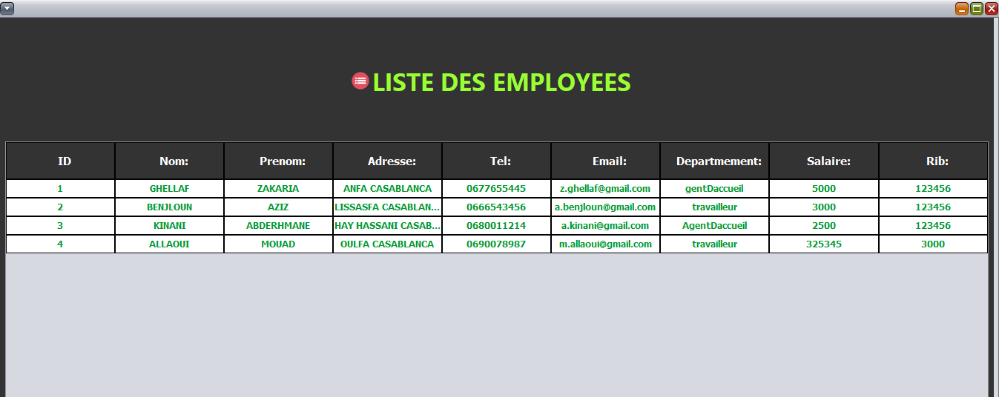 LISTE DES EMPLOYEES
ID Nom: Prenom: Adresse: Tel: Email: Departmement: Salaire: Rib:
1 GHELLAF ZAKARIA ANFA CASABLANCA 0677655445 z.ghellaf@gmail.com gentDaccueil 5000 123456
2 BENJLOUN AZIZ LISSASFA CASABLAN... 0666543456 a.benjloun@gmail.com travailleur 3000 123456
3 KINANI ABDERHMANE HAY HASSANI CASAB... 0680011214 a.kinani@gmail.com AgentDaccueil 2500 123456
4 ALLAOUI MOUAD OULFA CASABLANCA 0690078987 m.allaoui@gmail.com travailleur 325345 3000